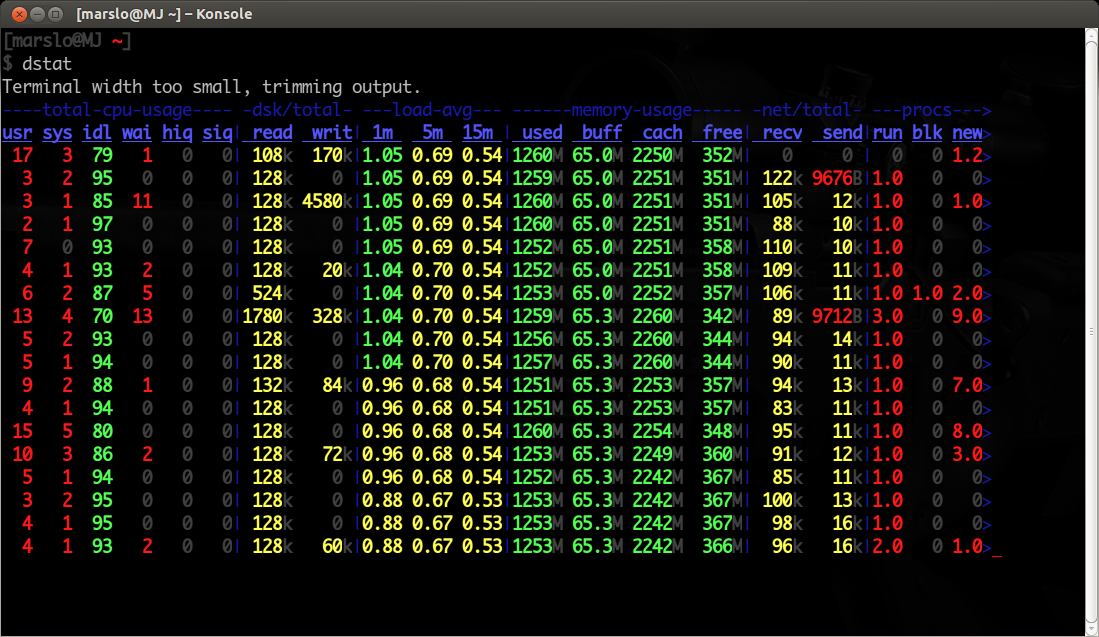 [marslo@MJ ~] – Konsole
[marslo@MJ ~]
$ dstat
Terminal width too small, trimming output.
----total-cpu-usage---- -dsk/total- ---load-avg--- ------memory-usage----- -net/total- ---procs--->
usr sys idl wai hiq siq| read writ| 1m 5m 15m | used buff cach free| recv send|run blk new>
17 3 79 1 0 0| 108k 170k|1.05 0.69 0.54|1260M 65.0M 2250M 352M| 0 0 | 0 0 1.2>
3 2 95 0 0 0| 128k 0 |1.05 0.69 0.54|1259M 65.0M 2251M 351M| 122k 9676B|1.0 0 0>
3 1 85 11 0 0| 128k 4580k|1.05 0.69 0.54|1260M 65.0M 2251M 351M| 105k 12k|1.0 0 1.0>
2 1 97 0 0 0| 128k 0 |1.05 0.69 0.54|1260M 65.0M 2251M 351M| 88k 10k|1.0 0 0>
7 0 93 0 0 0| 128k 0 |1.05 0.69 0.54|1252M 65.0M 2251M 358M| 110k 10k|1.0 0 0>
4 1 93 2 0 0| 128k 20k|1.04 0.70 0.54|1252M 65.0M 2251M 358M| 109k 11k|1.0 0 0>
6 2 87 5 0 0| 524k 0 |1.04 0.70 0.54|1253M 65.0M 2252M 357M| 106k 11k|1.0 1.0 2.0>
13 4 70 13 0 0|1780k 328k|1.04 0.70 0.54|1259M 65.3M 2260M 342M| 89k 9712B|3.0 0 9.0>
5 2 93 0 0 0| 128k 0 |1.04 0.70 0.54|1256M 65.3M 2260M 344M| 94k 14k|1.0 0 0>
5 1 94 0 0 0| 128k 0 |1.04 0.70 0.54|1257M 65.3M 2260M 344M| 90k 11k|1.0 0 0>
9 2 88 1 0 0| 132k 84k|0.96 0.68 0.54|1251M 65.3M 2253M 357M| 94k 13k|1.0 0 7.0>
4 1 94 0 0 0| 128k 0 |0.96 0.68 0.54|1251M 65.3M 2253M 357M| 83k 11k|1.0 0 0>
15 5 80 0 0 0| 128k 0 |0.96 0.68 0.54|1260M 65.3M 2254M 348M| 95k 11k|1.0 0 8.0>
10 3 86 2 0 0| 128k 72k|0.96 0.68 0.54|1253M 65.3M 2249M 360M| 91k 12k|1.0 0 3.0>
5 1 94 0 0 0| 128k 0 |0.96 0.68 0.54|1252M 65.3M 2242M 367M| 85k 11k|1.0 0 0>
3 2 95 0 0 0| 128k 0 |0.88 0.67 0.53|1253M 65.3M 2242M 367M| 100k 13k|1.0 0 0>
4 1 95 0 0 0| 128k 0 |0.88 0.67 0.53|1253M 65.3M 2242M 367M| 98k 16k|1.0 0 0>
4 1 93 2 0 0| 128k 60k|0.88 0.67 0.53|1253M 65.3M 2242M 366M| 96k 16k|2.0 0 1.0>_